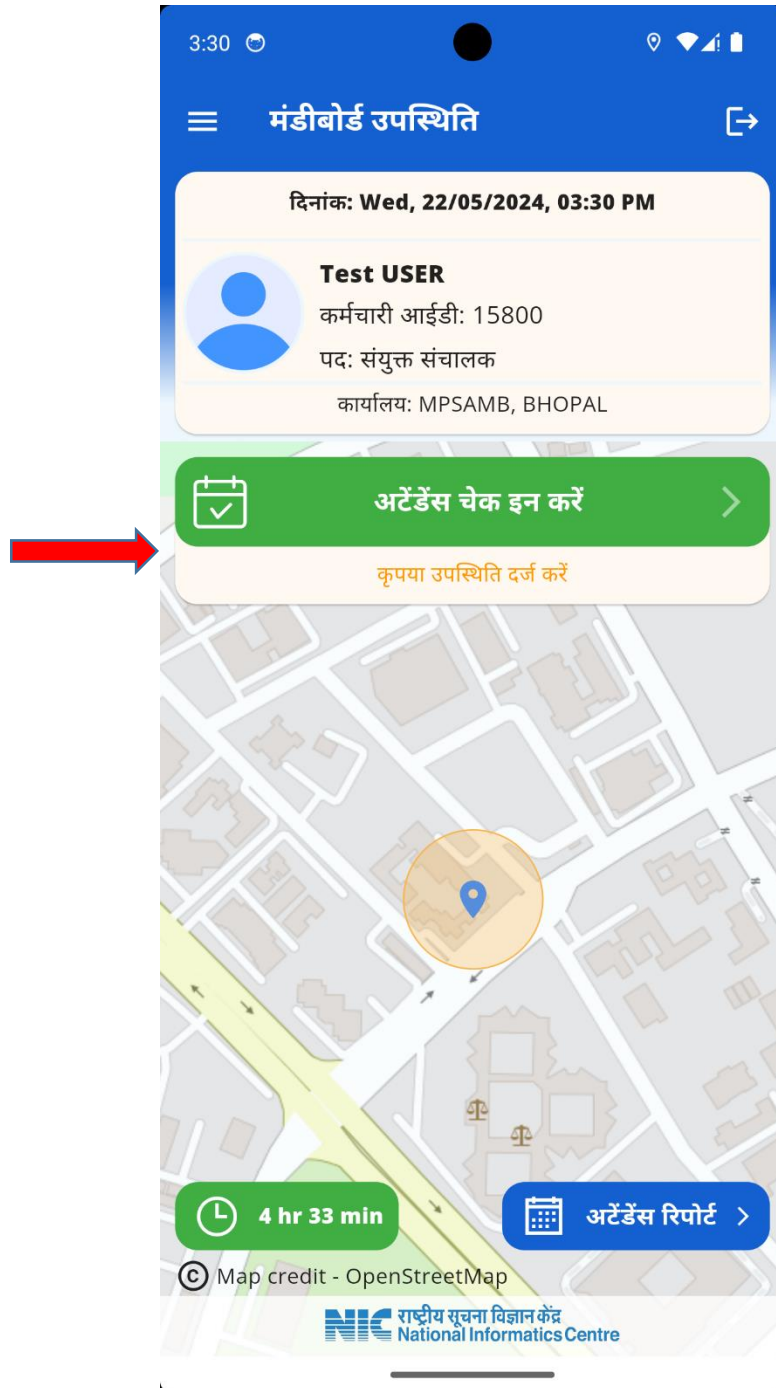 3:30
मंडीबोर्ड उपस्थिति
दिनांक: Wed, 22/05/2024, 03:30 PM
Test USER
कर्मचारी आईडी: 15800
पद: संयुक्त संचालक
कार्यालय: MPSAMB, BHOPAL
अटेंडेंस चेक इन करें
कृपया उपस्थिति दर्ज करें
4 hr 33 min
अटेंडेंस रिपोर्ट
© Map credit - OpenStreetMap
NIC राष्ट्रीय सूचना विज्ञान केंद्र
National Informatics Centre